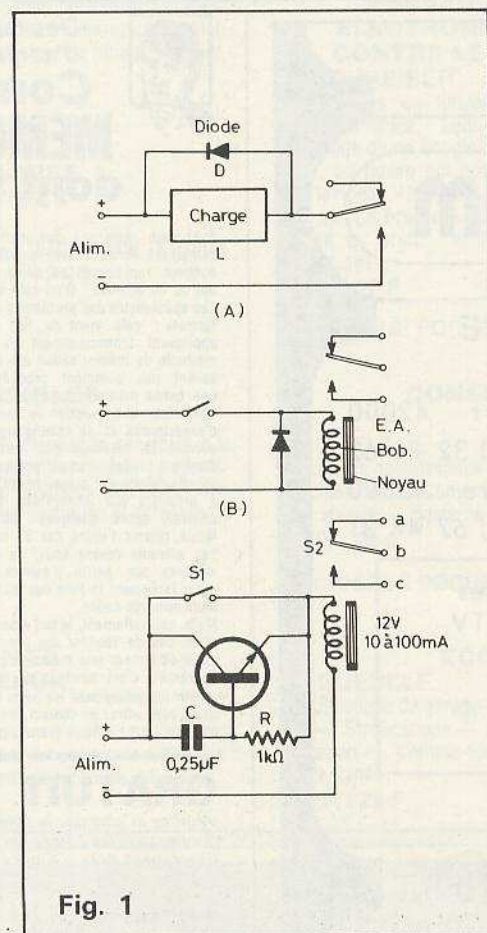 Diode
D
Charge
L
+
Alim.
−
(A)
+
−
(B)
E.A.
Bob.
Noyau
S2
a
b
c
S1
12V
10 à 100mA
C
R
+
Alim.
0,25µF
1kΩ
−
Fig. 1